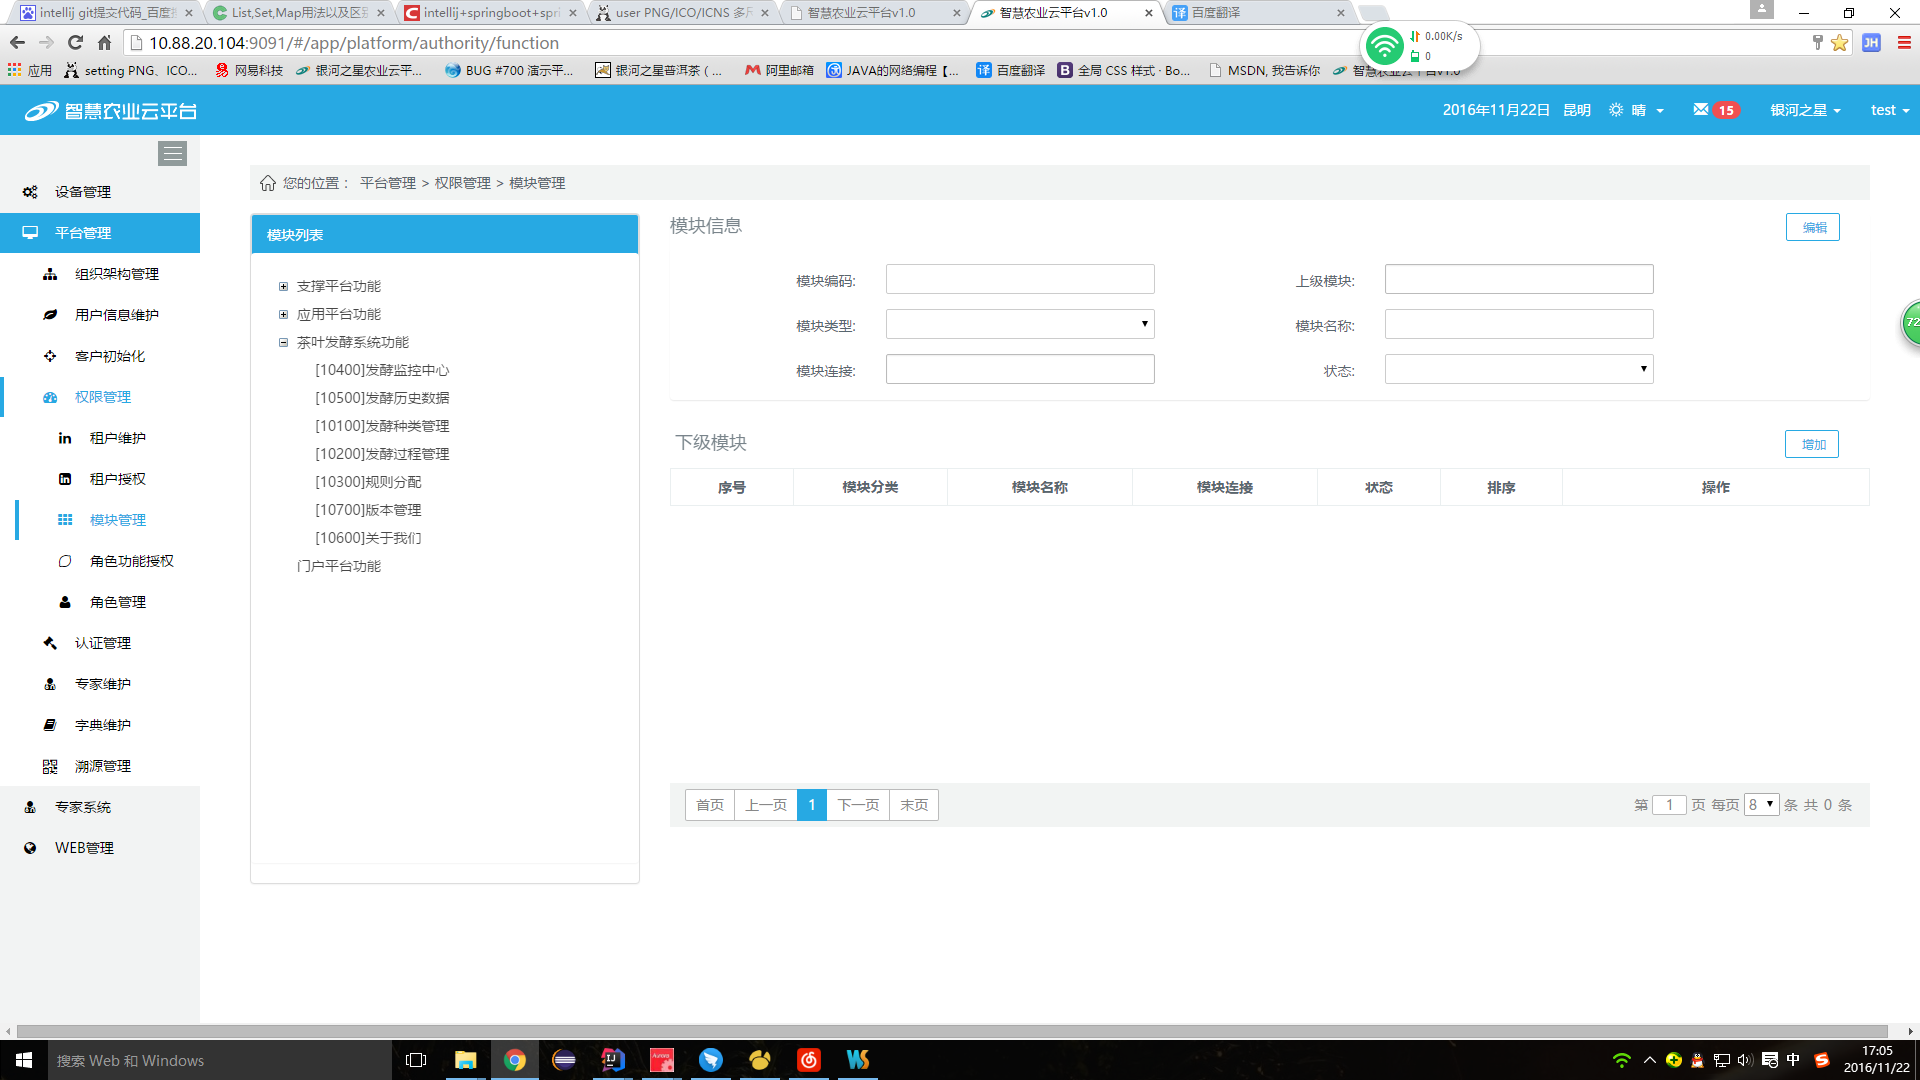 intellij git提交代码_百度
List,Set,Map用法以及区
intellij+springboot+spri
user PNG/ICO/ICNS 多
智慧农业云平台v1.0
智慧农业云平台v1.0
百度翻译
10.88.20.104:9091/#/app/platform/authority/function
0.00K/s
0
应用
setting PNG、ICO...
网易科技
银河之星农业云平...
BUG #700 演示平...
银河之星普洱茶（ ...
阿里邮箱
JAVA的网络编程【...
百度翻译
全局 CSS 样式 · Bo...
MSDN, 我告诉你
智慧农业云平台v1.0
智慧农业云平台
2016年11月22日 昆明 晴
15
银河之星
test
设备管理
平台管理
组织架构管理
用户信息维护
客户初始化
权限管理
租户维护
租户授权
模块管理
角色功能授权
角色管理
认证管理
专家维护
字典维护
溯源管理
专家系统
WEB管理
您的位置： 平台管理 > 权限管理 > 模块管理
模块列表
支撑平台功能
应用平台功能
茶叶发酵系统功能
[10400]发酵监控中心
[10500]发酵历史数据
[10100]发酵种类管理
[10200]发酵过程管理
[10300]规则分配
[10700]版本管理
[10600]关于我们
门户平台功能
模块信息
编辑
模块编码:
上级模块:
模块类型:
模块名称:
模块连接:
状态:
下级模块
增加
序号 模块分类 模块名称 模块连接 状态 排序 操作
首页 上一页 1 下一页 末页
第 1 页 每页 8 条 共 0 条
72
搜索 Web 和 Windows
中
17:05
2016/11/22